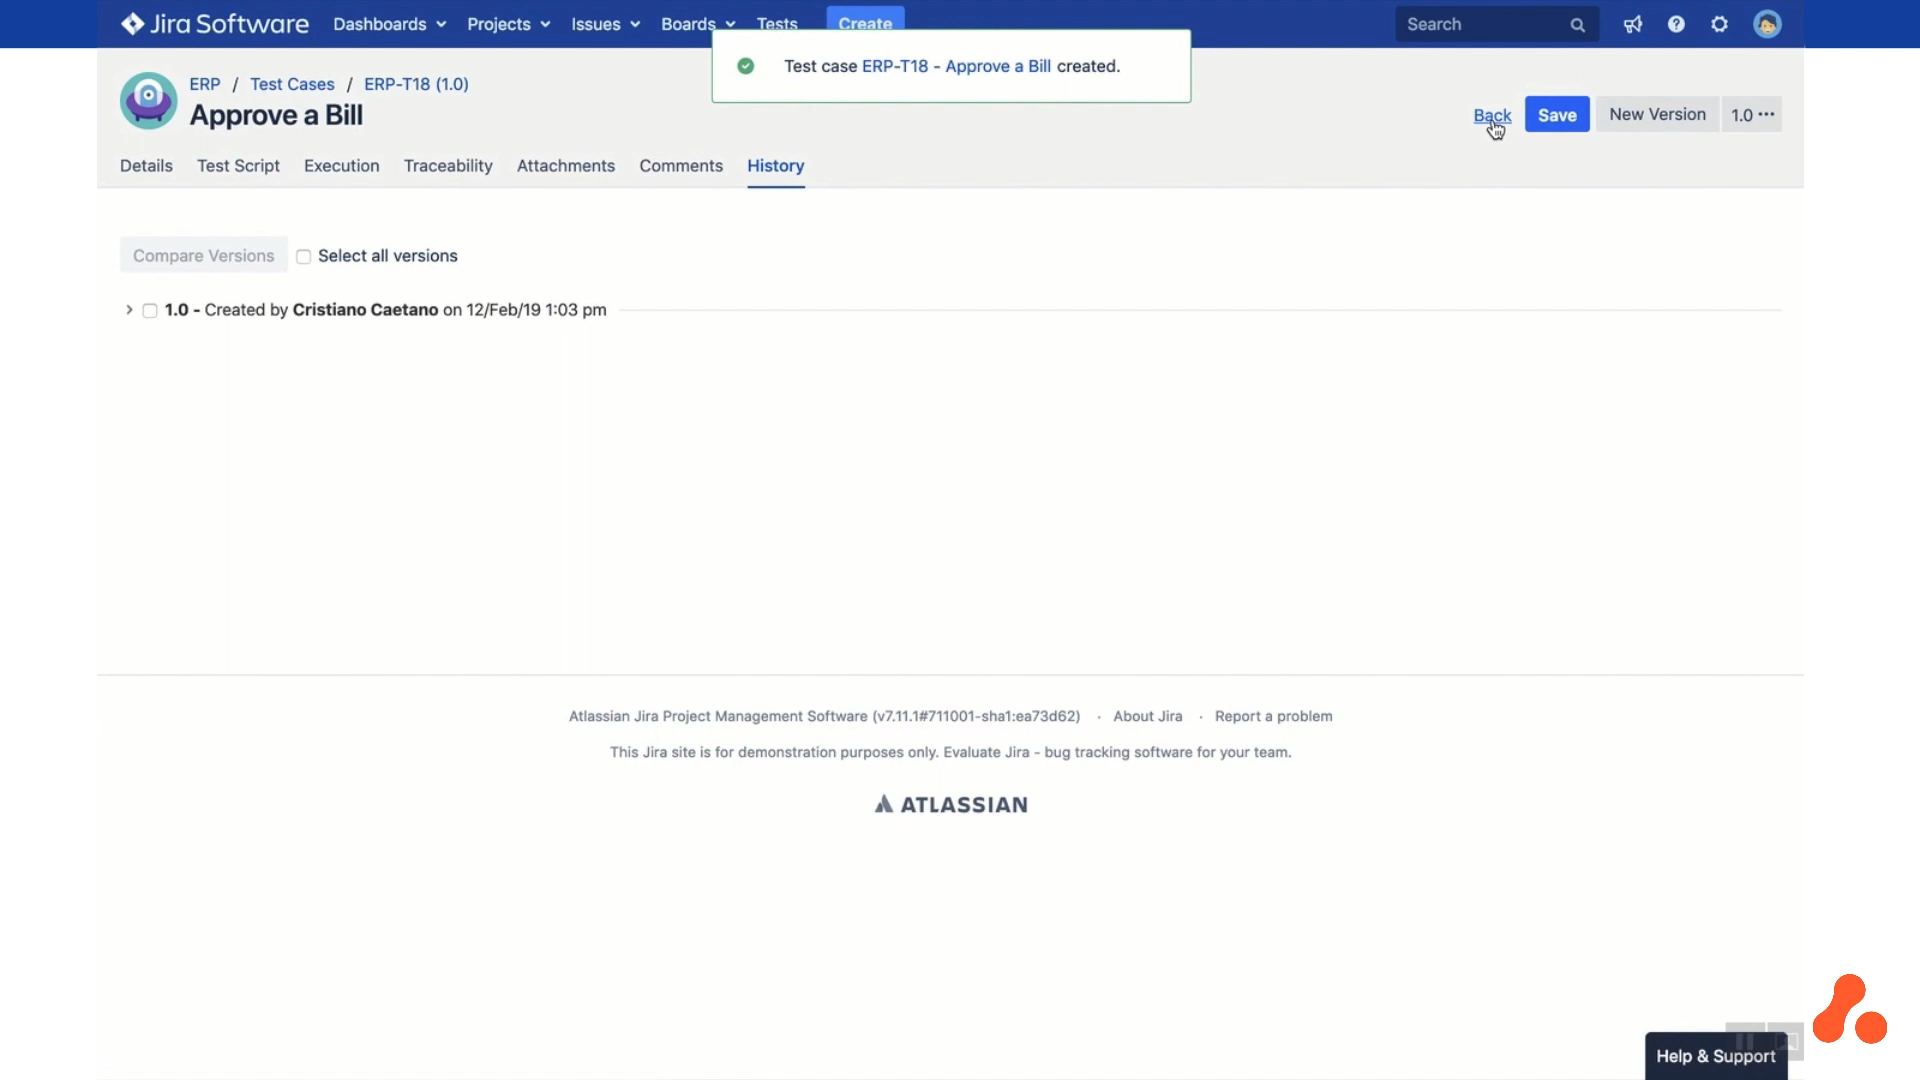 Jira Software Dashboards Projects Issues Boards Tests Create Search
Test case ERP-T18 - Approve a Bill created.
ERP / Test Cases / ERP-T18 (1.0)
Approve a Bill
Back Save New Version 1.0 ···
Details Test Script Execution Traceability Attachments Comments History
Compare Versions Select all versions
1.0 - Created by Cristiano Caetano on 12/Feb/19 1:03 pm
Atlassian Jira Project Management Software (v7.11.1#711001-sha1:ea73d62) · About Jira · Report a problem
This Jira site is for demonstration purposes only. Evaluate Jira - bug tracking software for your team.
ATLASSIAN
Help & Support